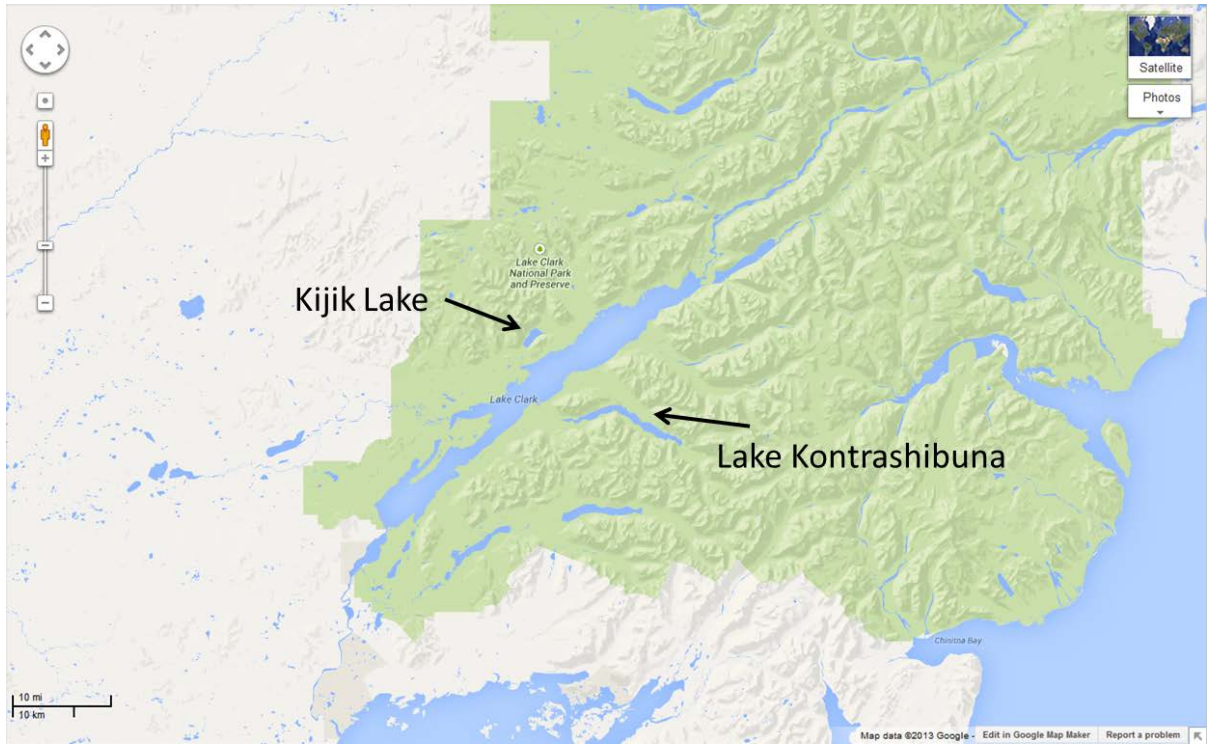 Satellite
Photos
Lake Clark
National Park
and Preserve
Kijik Lake
Lake Clark
Lake Kontrashibuna
Chinitna Bay
10 mi
10 km
Map data ©2013 Google - Edit in Google Map Maker Report a problem